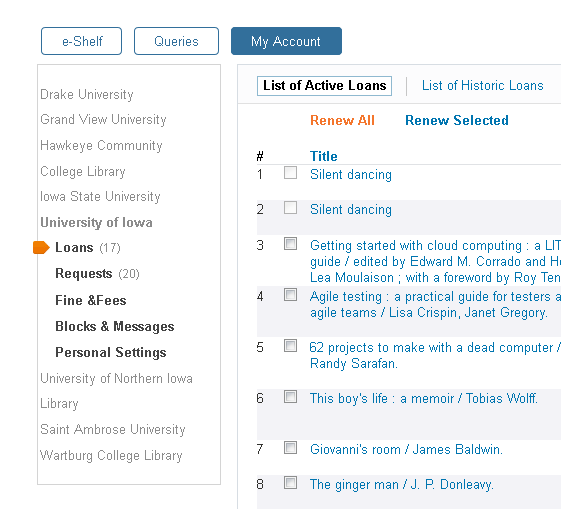 e-Shelf
Queries
My Account
Drake University
Grand View University
Hawkeye Community
College Library
Iowa State University
University of Iowa
Loans (17)
Requests (20)
Fine &Fees
Blocks & Messages
Personal Settings
University of Northern Iowa
Library
Saint Ambrose University
Wartburg College Library
List of Active Loans
List of Historic Loans
Renew All
Renew Selected
# Title
1 Silent dancing
2 Silent dancing
3 Getting started with cloud computing : a LIT
guide / edited by Edward M. Corrado and He
Lea Moulaison ; with a foreword by Roy Ten
4 Agile testing : a practical guide for testers a
agile teams / Lisa Crispin, Janet Gregory.
5 62 projects to make with a dead computer /
Randy Sarafan.
6 This boy's life : a memoir / Tobias Wolff.
7 Giovanni's room / James Baldwin.
8 The ginger man / J. P. Donleavy.